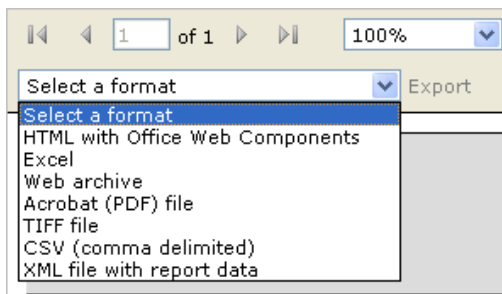 1 of 1 100%
Select a format Export
Select a format
HTML with Office Web Components
Excel
Web archive
Acrobat (PDF) file
TIFF file
CSV (comma delimited)
XML file with report data